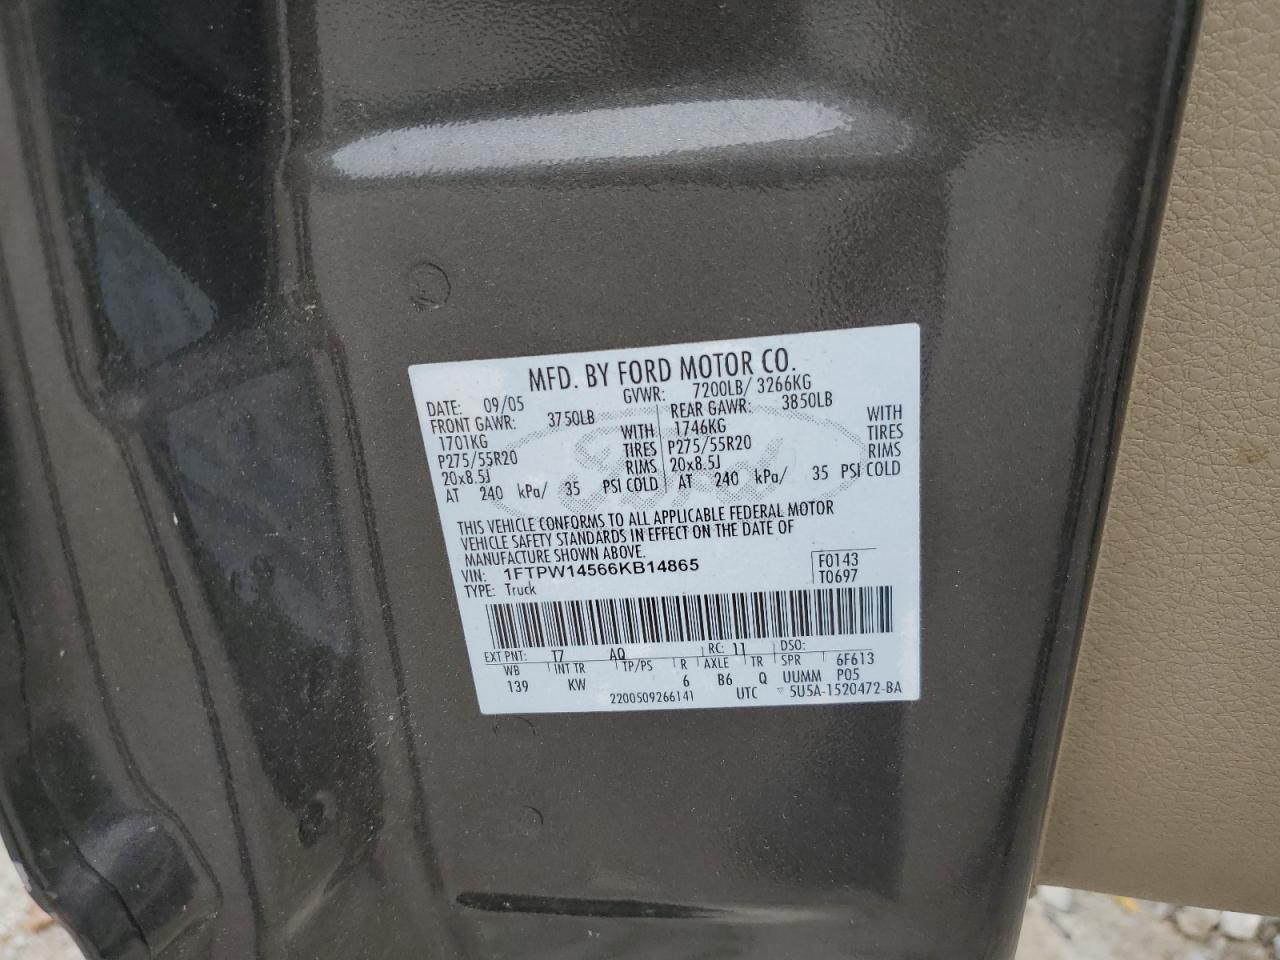 MFD. BY FORD MOTOR CO.
DATE: 09/05 GVWR: 7200LB/ 3266KG
FRONT GAWR: 3750LB REAR GAWR: 3850LB
1701KG WITH 1746KG WITH
P275/55R20 TIRES P275/55R20 TIRES
20x8.5J RIMS 20x8.5J RIMS
AT 240 kPa/ 35 PSI COLD AT 240 kPa/ 35 PSI COLD
THIS VEHICLE CONFORMS TO ALL APPLICABLE FEDERAL MOTOR
VEHICLE SAFETY STANDARDS IN EFFECT ON THE DATE OF
MANUFACTURE SHOWN ABOVE.
VIN: 1FTPW14566KB14865 F0143
TYPE: Truck T0697
EXT PNT: T7 AQ RC: 11 DSO:
WB INT TR TP/PS R AXLE TR SPR 6F613
139 KW 6 B6 Q UUMM P05
2200509266141 UTC 5U5A-1520472-BA